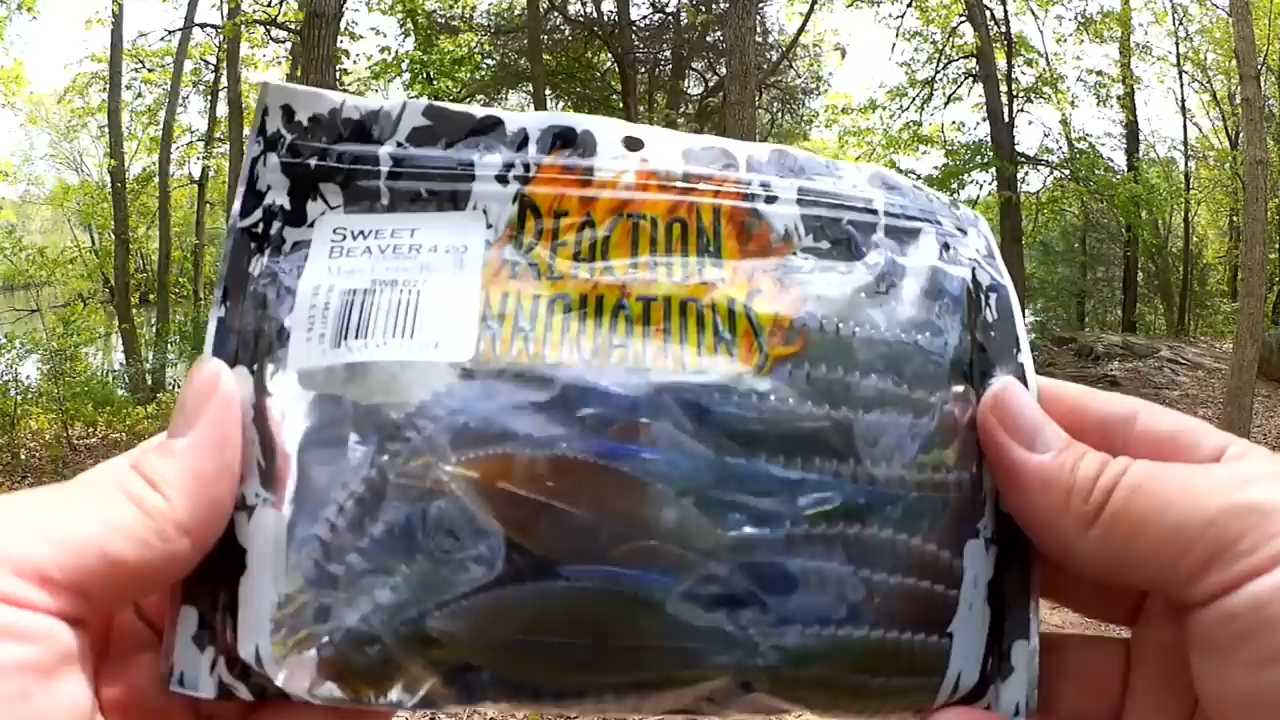 SWEET
BEAVER 4.20
SWB-027
REACTION
INNOVATIONS